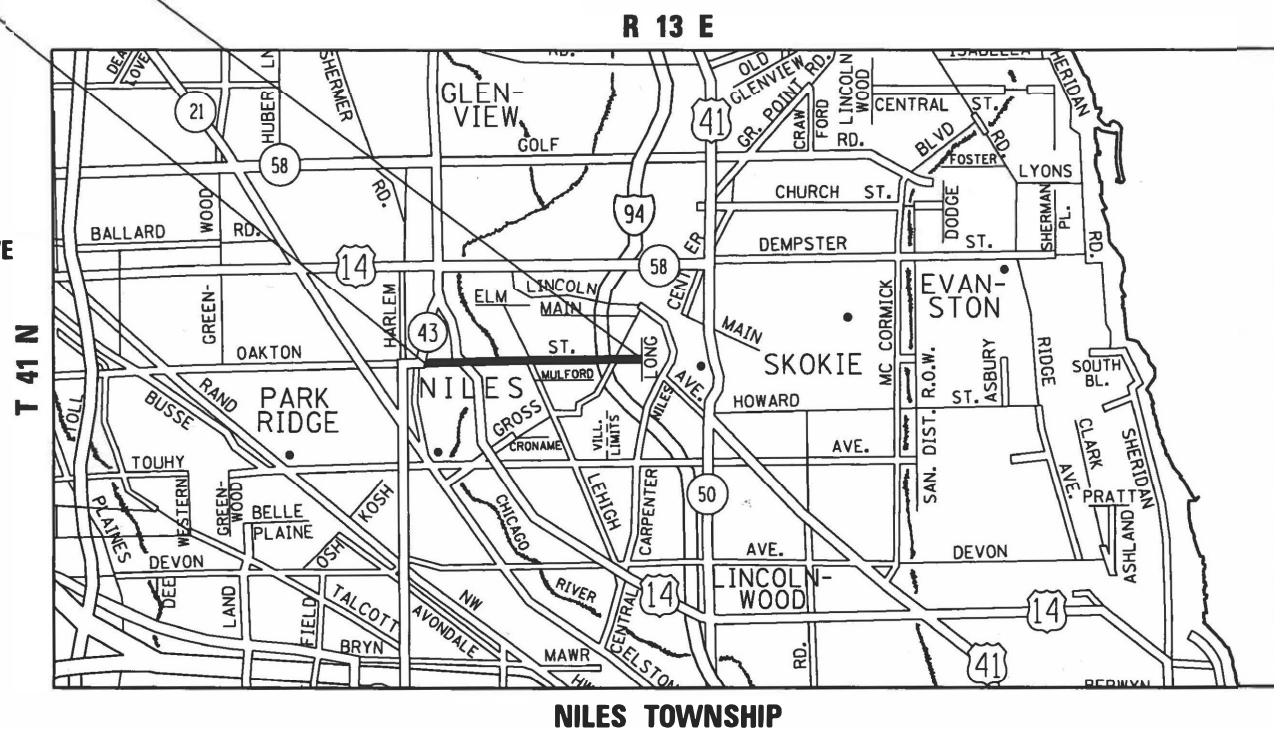 R 13 E
T 41 N
21
HUBER LN
SHERMER
RD.
GLEN-
VIEW
41
OLD
GLENVIEW RD.
GR. POINT
CRAW
FORD
RD.
LINCOLN
WOOD
CENTRAL ST.
BLVD
RD.
FOSTER
LYONS
58
GOLF
94
CHURCH ST.
DODGE
SHERMAN
PL.
RD.
BALLARD RD.
GREEN-
WOOD
14
58
DEMPSTER ST.
CENT
ER
EVAN-
STON
HARLEM
43
ELM
LINCOLN
MAIN
MAIN
OAKTON ST.
LONG
MULFORD
NILES
SKOKIE
MC CORMICK
SAN. DIST. R.O.W.
ASBURY
RIDGE
AVE.
SOUTH
BL.
CLARK
SHERIDAN
PARK
RIDGE
RAND
BUSSE
TOLL
NILES
AVE.
HOWARD ST.
GROSS
CRONAME
VILL.
LIMITS
TOUHY AVE.
50
PLAINES
WESTERN
GREEN-
WOOD
BELLE
PLAINE
KOSH
OSH
CHICAGO
RIVER
LEHIGH
CARPENTER
PRATT
ASHLAND
DEVON AVE. DEVON
LINCOLN-
WOOD
DEE
LAND
FIELD
TALCOTT
NW
AVONDALE
BRYN MAWR
CENTRAL
14
14
41
RD.
NILES TOWNSHIP